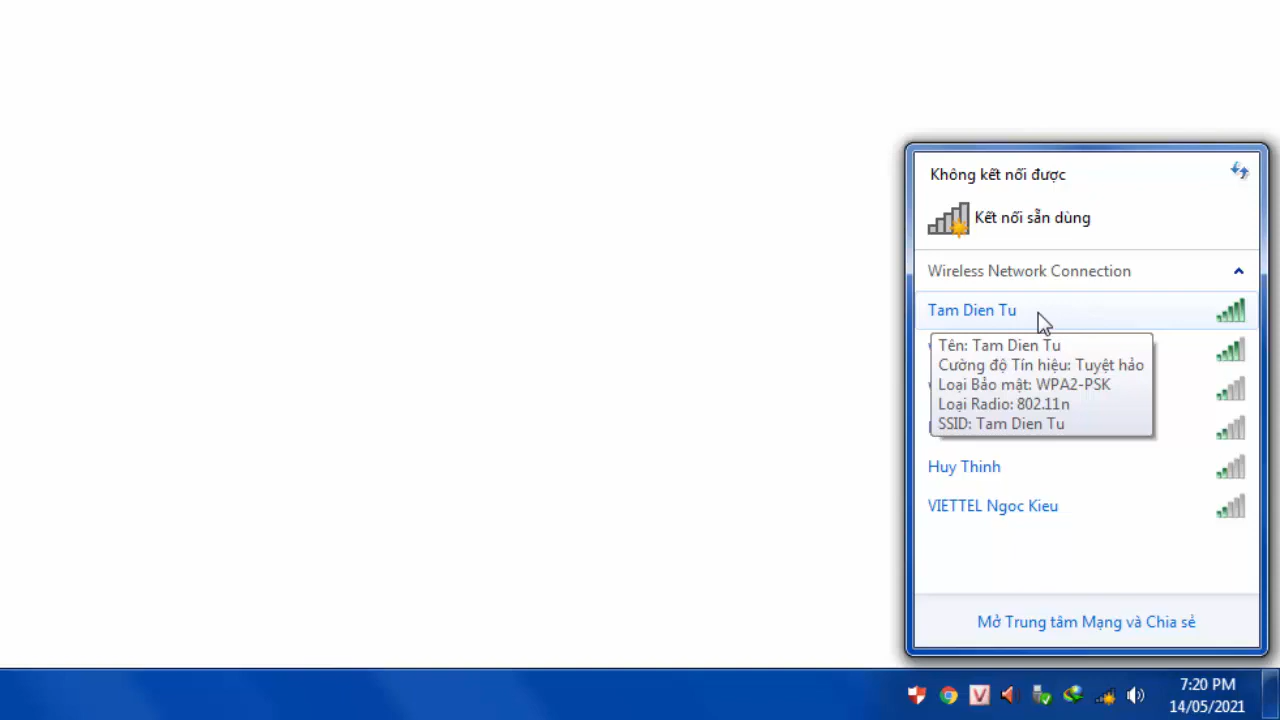 Không kết nối được
Kết nối sẵn dùng
Wireless Network Connection
Tam Dien Tu
Tên: Tam Dien Tu
Cường độ Tín hiệu: Tuyệt hảo
Loại Bảo mật: WPA2-PSK
Loại Radio: 802.11n
SSID: Tam Dien Tu
Huy Thinh
VIETTEL Ngoc Kieu
Mở Trung tâm Mạng và Chia sẻ
V
7:20 PM
14/05/2021